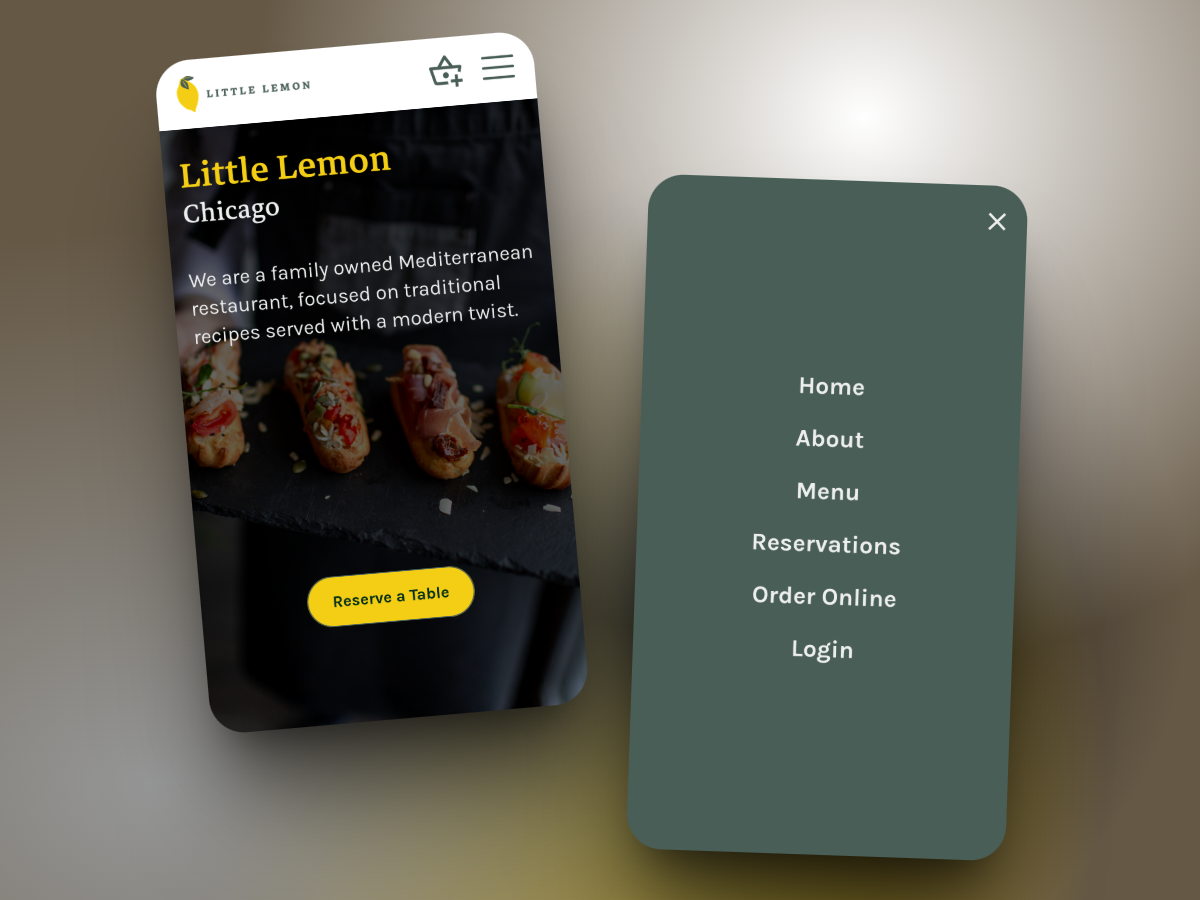 LITTLE LEMON
Little Lemon
Chicago
We are a family owned Mediterranean
restaurant, focused on traditional
recipes served with a modern twist.
Reserve a Table
Home
About
Menu
Reservations
Order Online
Login